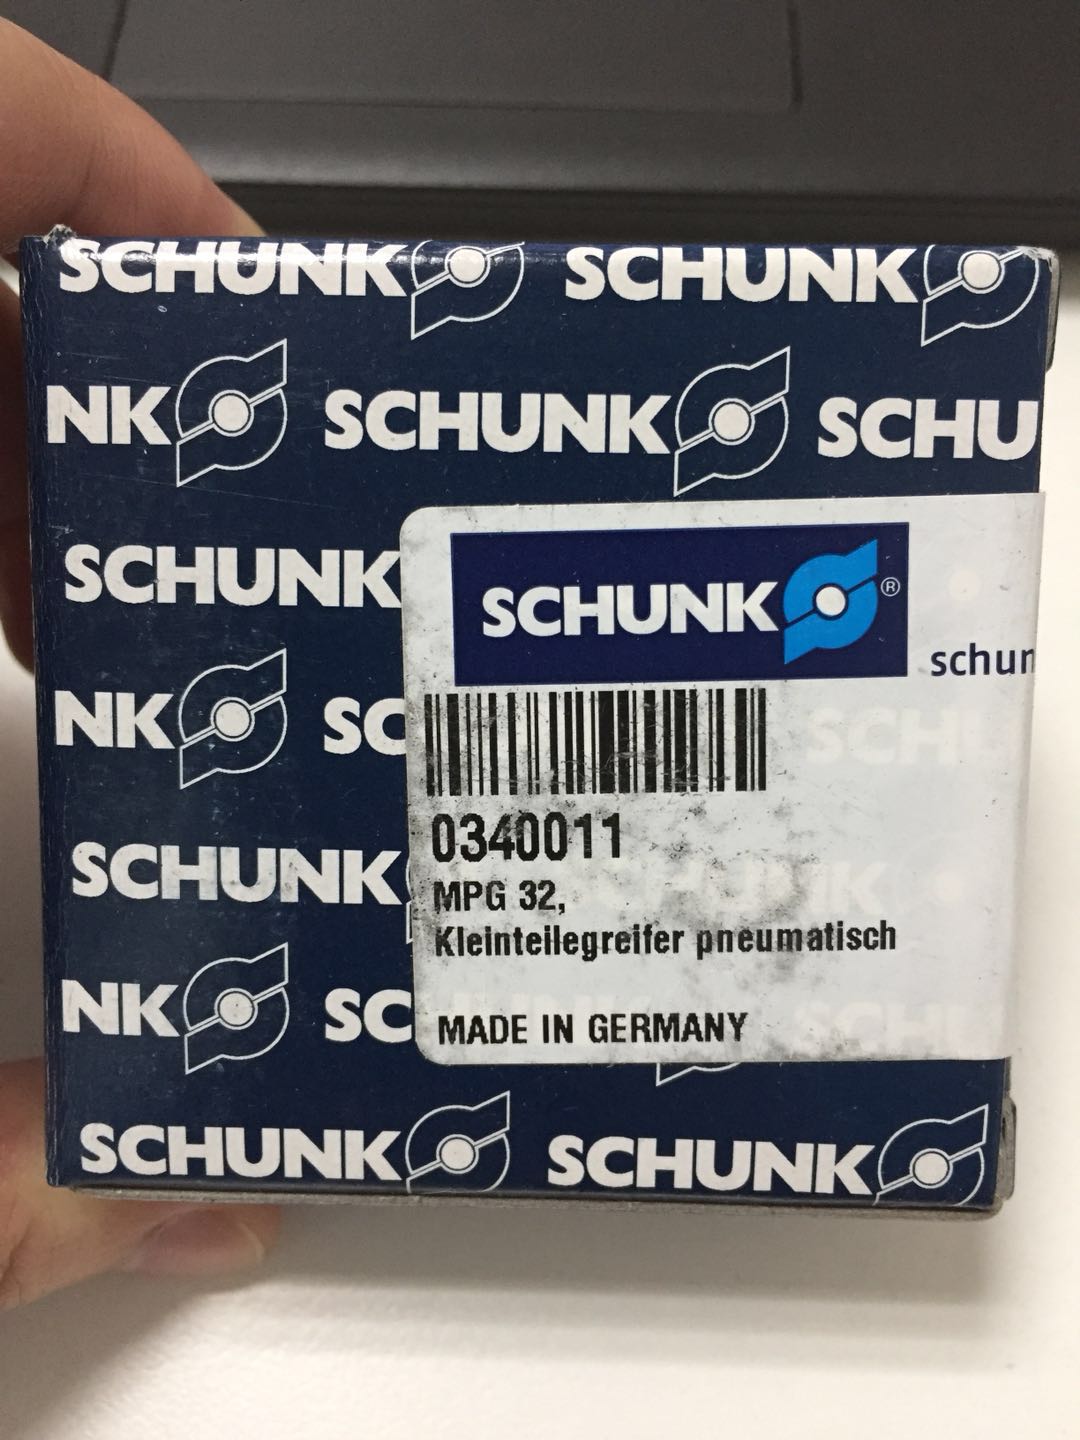 SCHUNK SCHUNK
NK SCHUNK SCHU
SCHUNK
SCHUNK ®
schun
NK SC SCHU
0340011
SCHUNK
MPG 32,
Kleinteilegreifer pneumatisch
NK SC
MADE IN GERMANY
SCHUNK SCHUNK